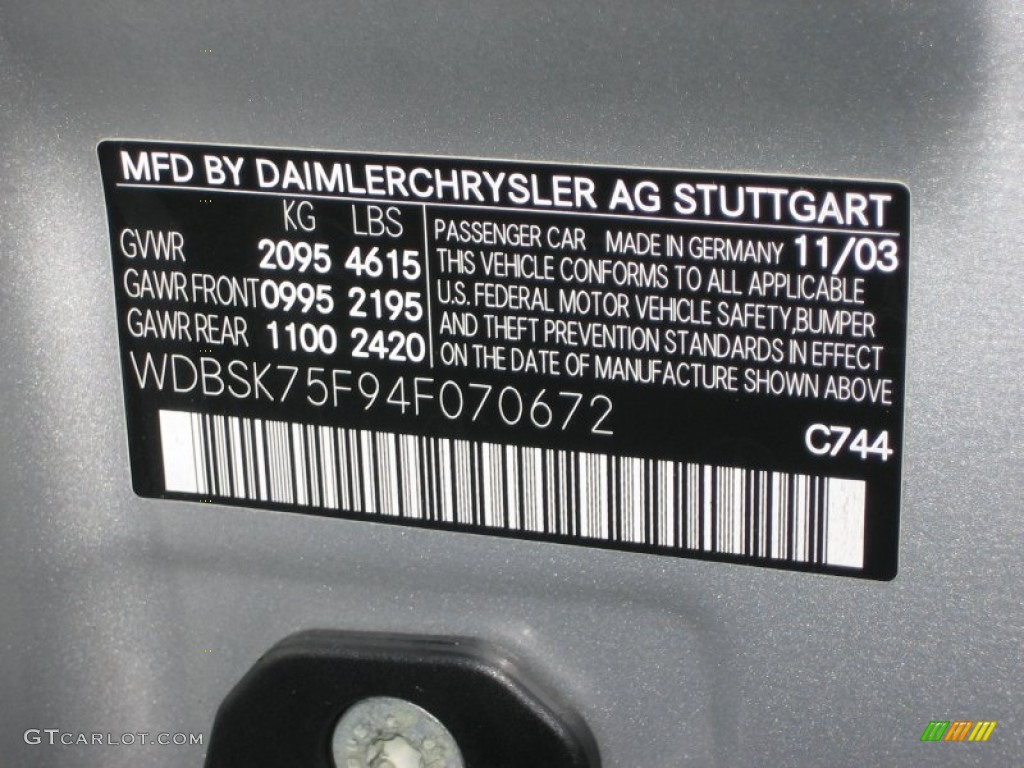 MFD BY DAIMLERCHRYSLER AG STUTTGART
KG LBS
GVWR 2095 4615
GAWR FRONT 0995 2195
GAWR REAR 1100 2420
PASSENGER CAR MADE IN GERMANY 11/03
THIS VEHICLE CONFORMS TO ALL APPLICABLE
U.S. FEDERAL MOTOR VEHICLE SAFETY,BUMPER
AND THEFT PREVENTION STANDARDS IN EFFECT
ON THE DATE OF MANUFACTURE SHOWN ABOVE
WDBSK75F94F070672
C744
GTCARLOT.COM